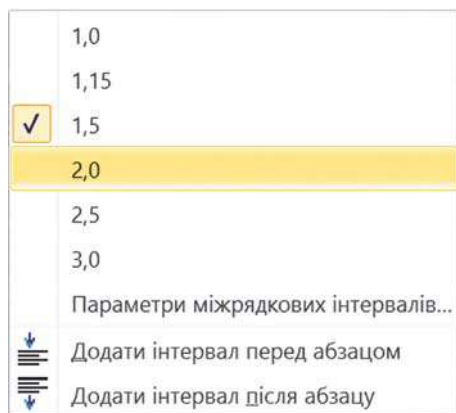 1,0
1,15
1,5
2,0
2,5
3,0
Параметри міжрядкових інтервалів...
Додати інтервал перед абзацом
Додати інтервал після абзацу